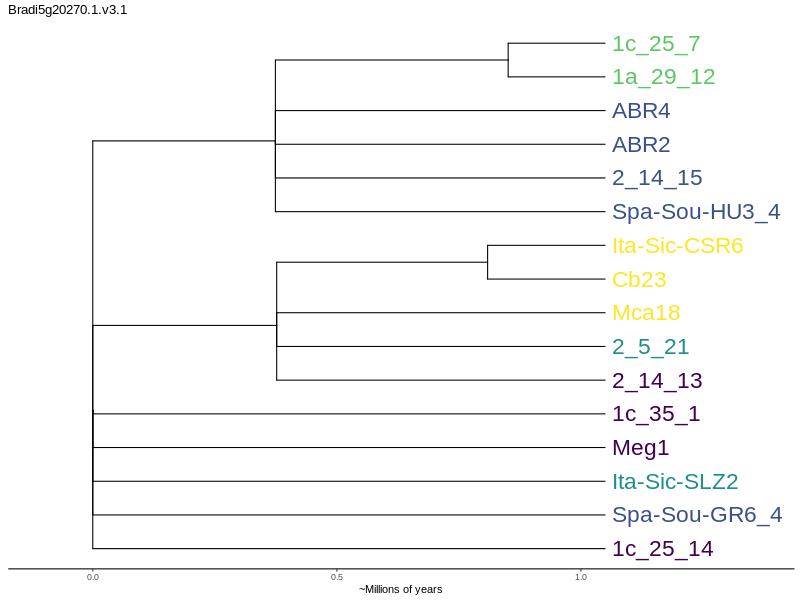 Bradi5g20270.1.v3.1
1c_25_7
1a_29_12
ABR4
ABR2
2_14_15
Spa-Sou-HU3_4
Ita-Sic-CSR6
Cb23
Mca18
2_5_21
2_14_13
1c_35_1
Meg1
Ita-Sic-SLZ2
Spa-Sou-GR6_4
1c_25_14
0.0 0.5 1.0
~Millions of years